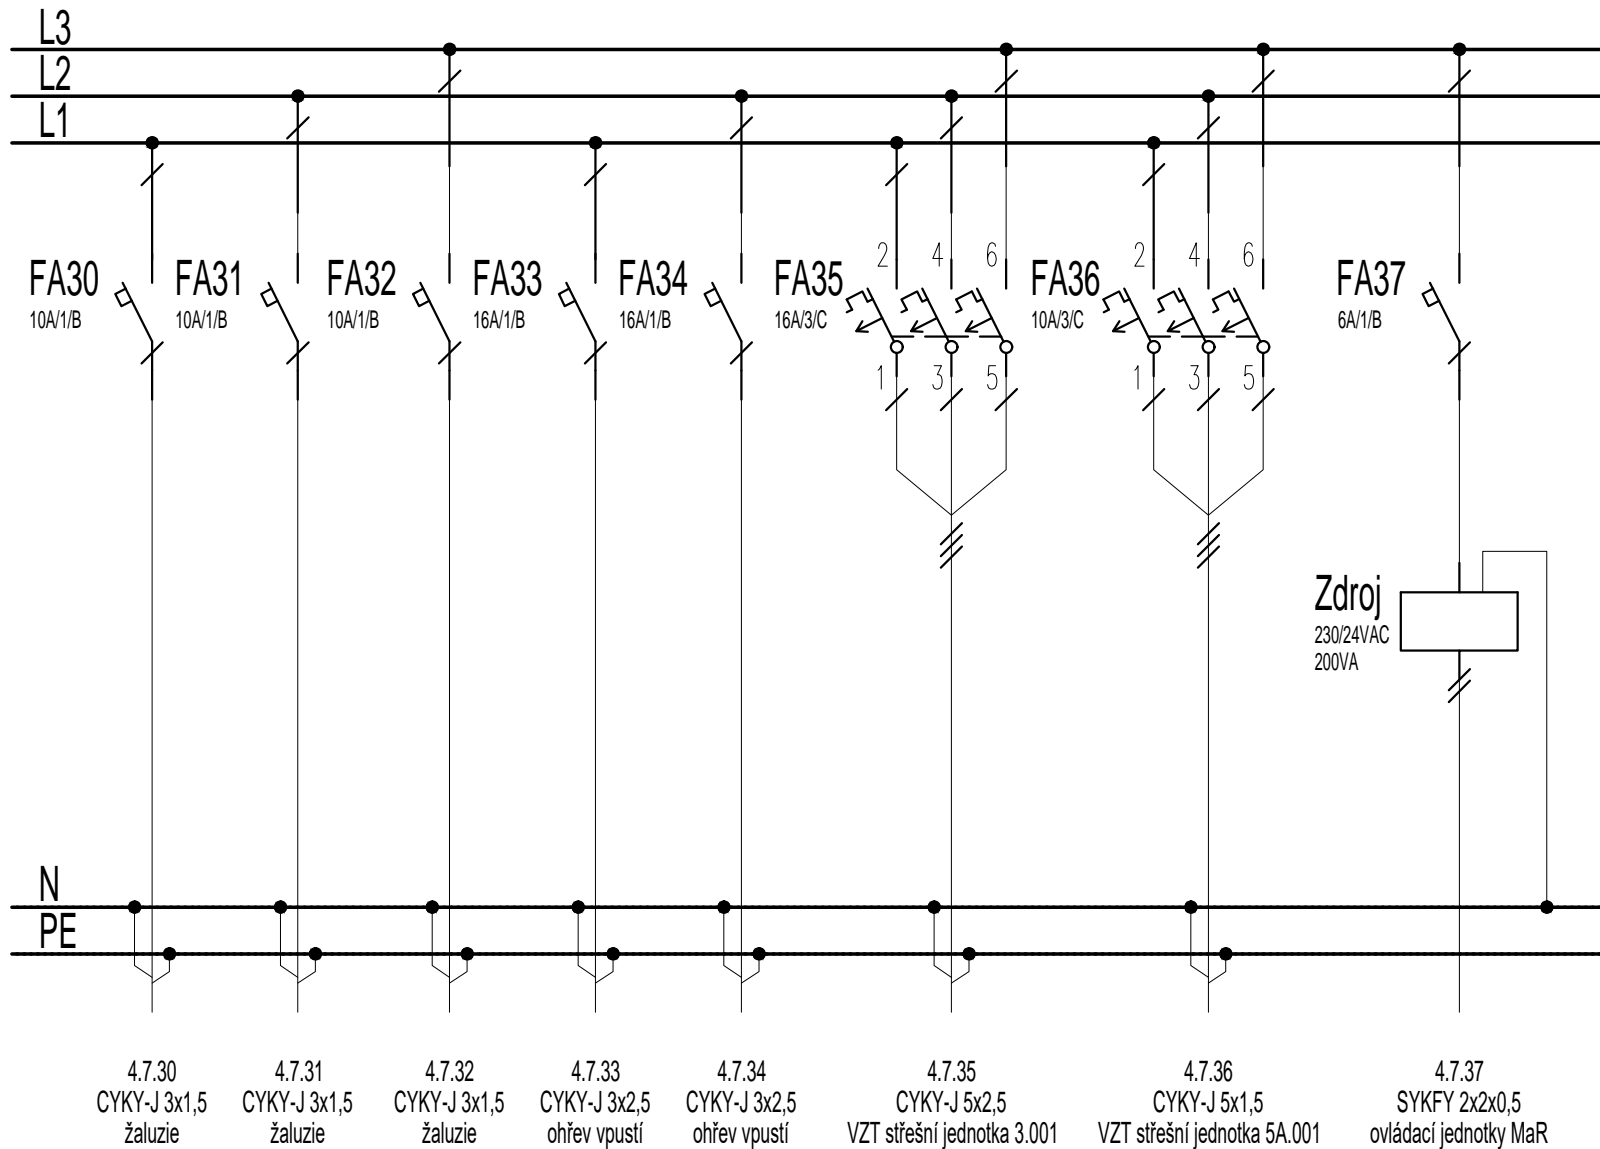 L3
L2
L1
FA30
10A/1/B
FA31
10A/1/B
FA32
10A/1/B
FA33
16A/1/B
FA34
16A/1/B
FA35
16A/3/C
2 4 6
1 3 5
FA36
10A/3/C
2 4 6
1 3 5
FA37
6A/1/B
Zdroj
230/24VAC
200VA
N
PE
4.7.30
CYKY-J 3x1,5
žaluzie
4.7.31
CYKY-J 3x1,5
žaluzie
4.7.32
CYKY-J 3x1,5
žaluzie
4.7.33
CYKY-J 3x2,5
ohřev vpustí
4.7.34
CYKY-J 3x2,5
ohřev vpustí
4.7.35
CYKY-J 5x2,5
VZT střešní jednotka 3.001
4.7.36
CYKY-J 5x1,5
VZT střešní jednotka 5A.001
4.7.37
SYKFY 2x2x0,5
ovládací jednotky MaR